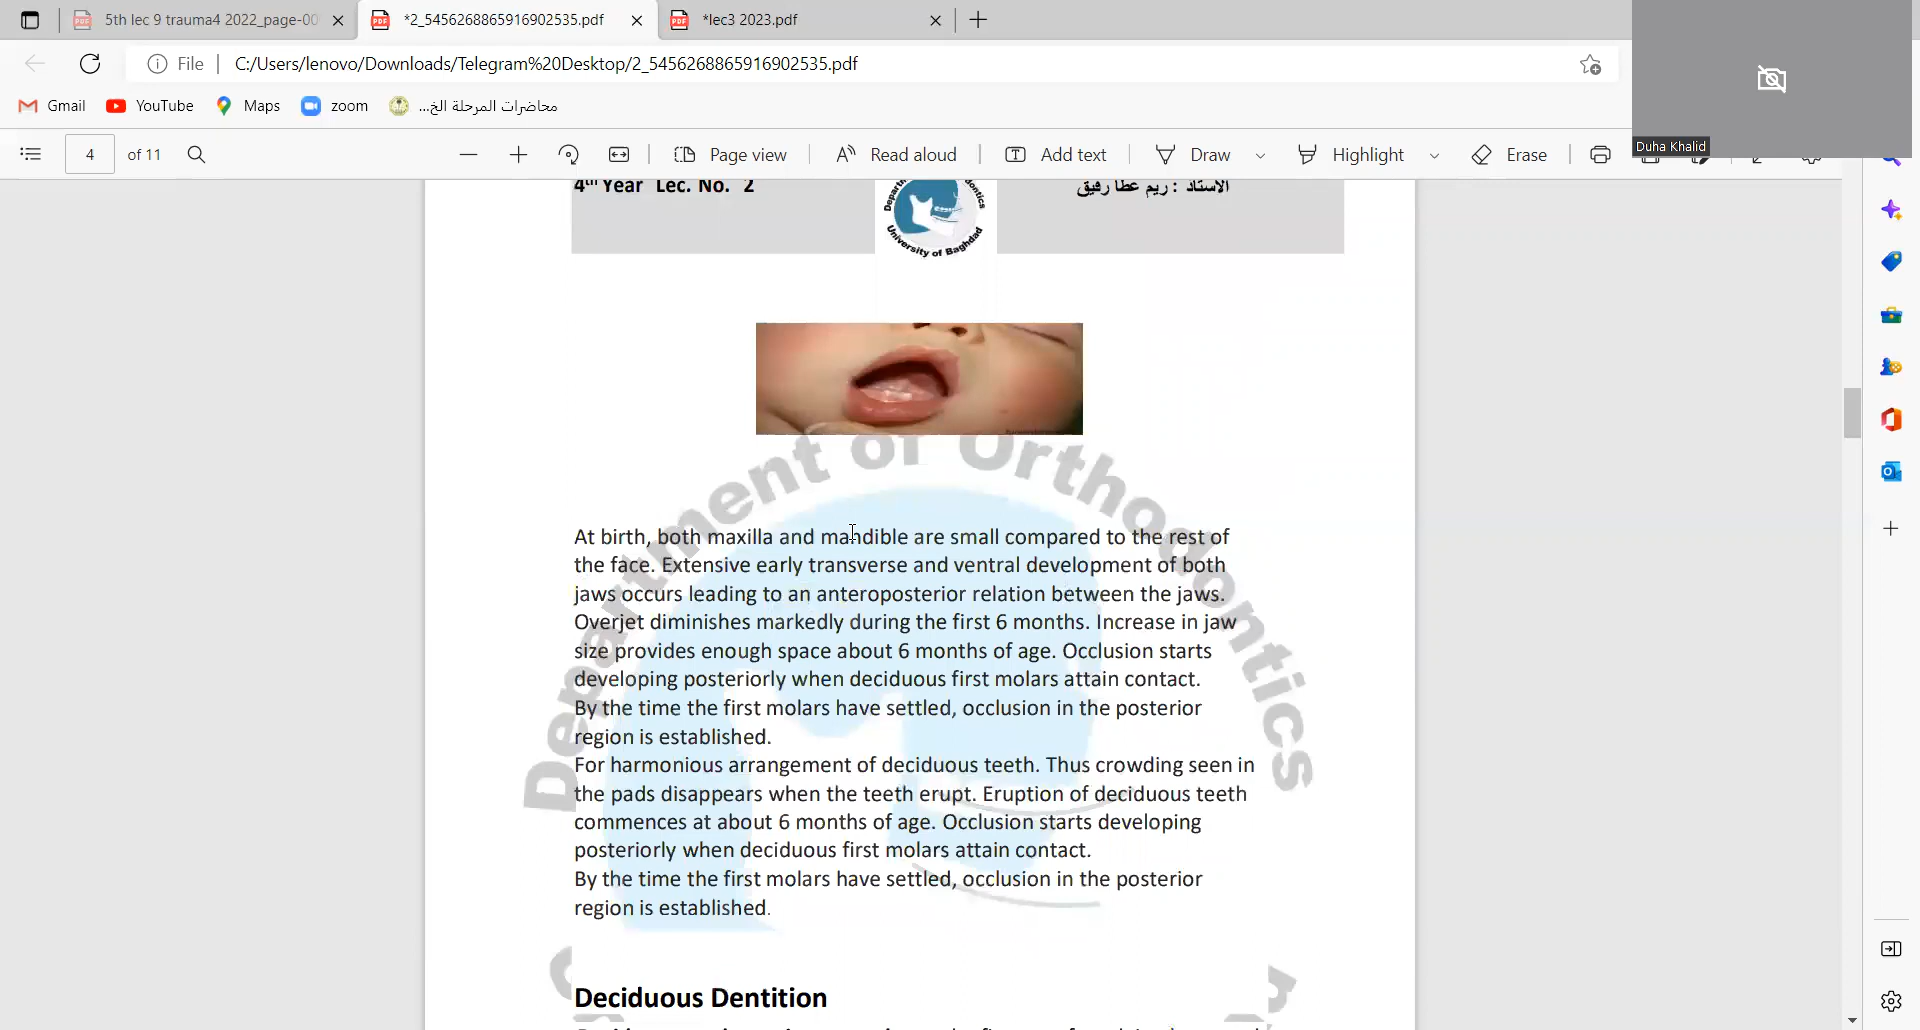 5th lec 9 trauma4 2022_page-00
*2_5456268865916902535.pdf
*lec3 2023.pdf
File
C:/Users/lenovo/Downloads/Telegram%20Desktop/2_5456268865916902535.pdf
Gmail
YouTube
Maps
zoom
محاضرات المرحلة الخ...
Duha Khalid
4
of 11
Page view
Read aloud
Add text
Draw
Highlight
Erase
4th Year Lec. No. 2
الاستاذ : ريم عطا رفيق
University of Baghdad
Department of Orthodontics
At birth, both maxilla and mandible are small compared to the rest of
the face. Extensive early transverse and ventral development of both
jaws occurs leading to an anteroposterior relation between the jaws.
Overjet diminishes markedly during the first 6 months. Increase in jaw
size provides enough space about 6 months of age. Occlusion starts
developing posteriorly when deciduous first molars attain contact.
By the time the first molars have settled, occlusion in the posterior
region is established.
For harmonious arrangement of deciduous teeth. Thus crowding seen in
the pads disappears when the teeth erupt. Eruption of deciduous teeth
commences at about 6 months of age. Occlusion starts developing
posteriorly when deciduous first molars attain contact.
By the time the first molars have settled, occlusion in the posterior
region is established.
Deciduous Dentition